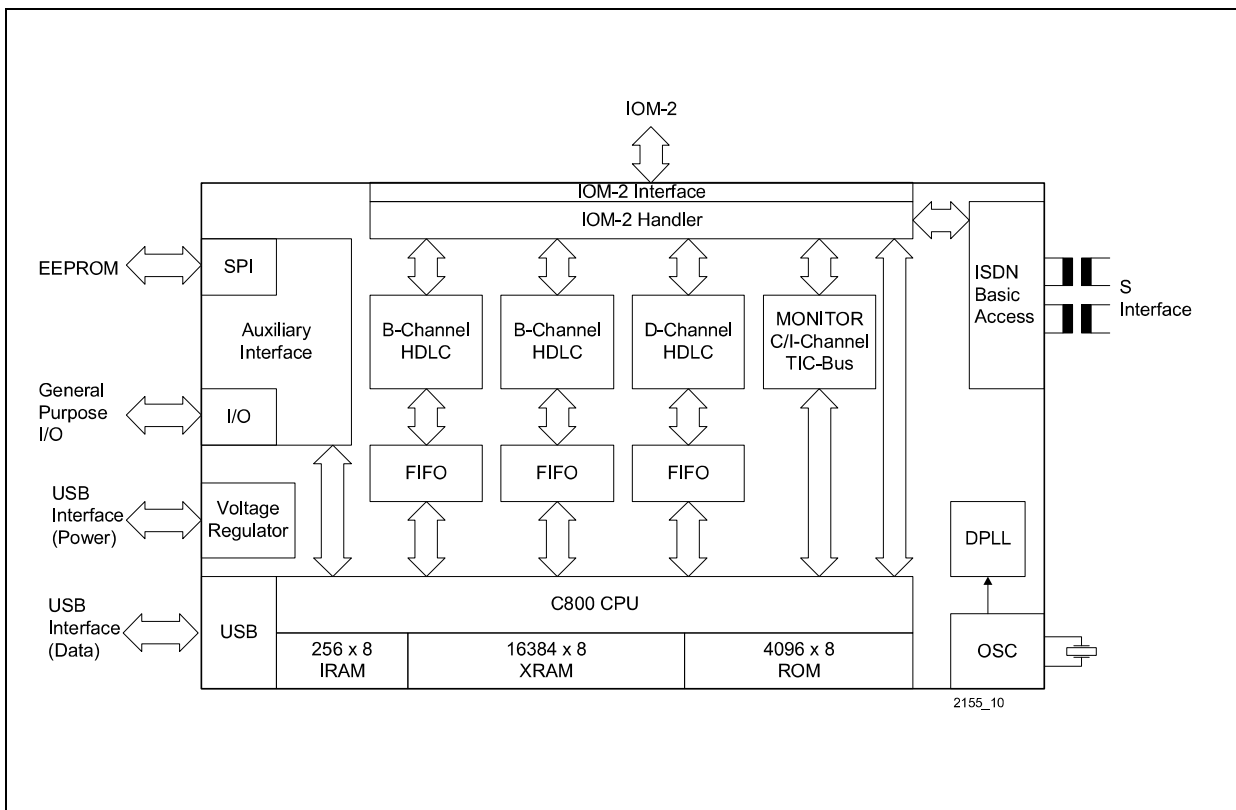 IOM-2
IOM-2 Interface
IOM-2 Handler
EEPROM
SPI
Auxiliary
Interface
General
Purpose
I/O
I/O
B-Channel
HDLC
B-Channel
HDLC
D-Channel
HDLC
MONITOR
C/I-Channel
TIC-Bus
ISDN
Basic
Access
S
Interface
FIFO
FIFO
FIFO
USB
Interface
(Power)
Voltage
Regulator
DPLL
USB
Interface
(Data)
USB
C800 CPU
256 x 8
IRAM
16384 x 8
XRAM
4096 x 8
ROM
OSC
2155_10